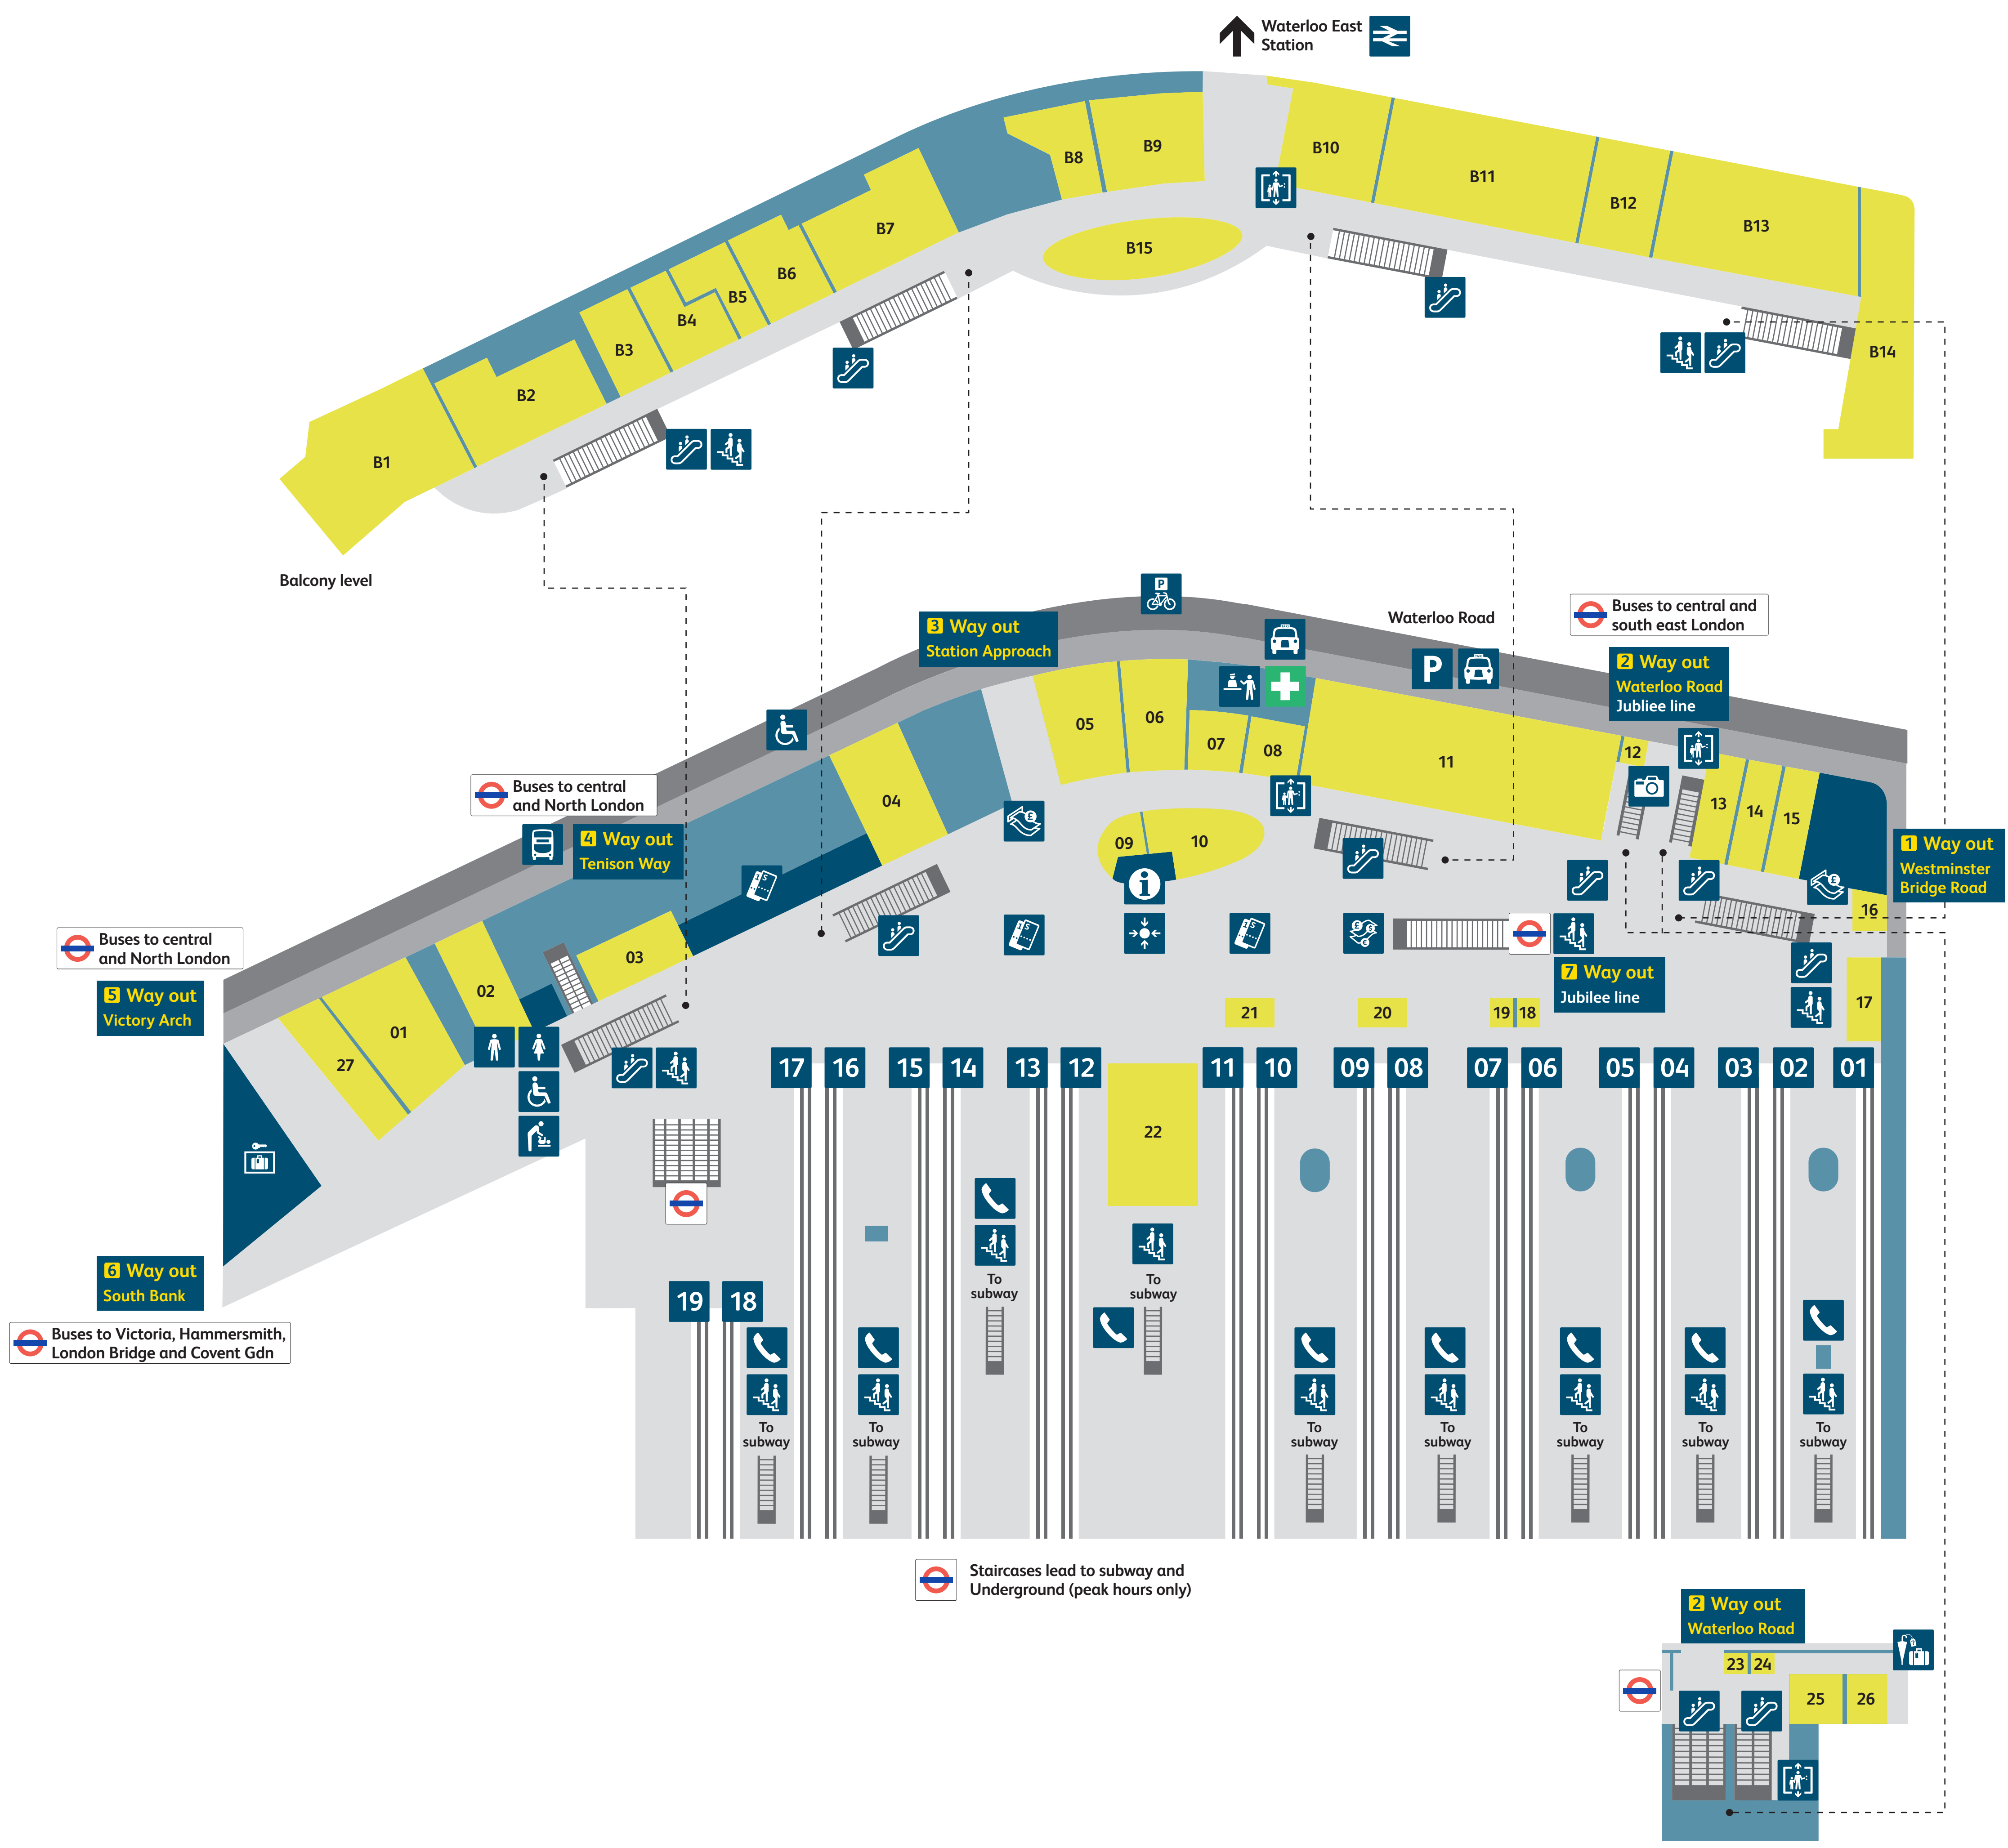 Waterloo East
Station
B10
B11
B12
B13
B14
B9
B8
B15
B7
B6
B5
B4
B3
B2
B1
Balcony level
P
Waterloo Road
Buses to central and
south east London
3 Way out
Station Approach
P
2 Way out
Waterloo Road
Jubliee line
Buses to central
and North London
4 Way out
Tenison Way
05
06
07
08
11
12
13
14
15
04
09
10
£
i
1 Way out
Westminster
Bridge Road
£
16
Buses to central
and North London
5 Way out
Victory Arch
03
02
01
27
7 Way out
Jubilee line
17
21
20
19
18
17
16
15
14
13
12
11
10
09
08
07
06
05
04
03
02
01
22
6 Way out
South Bank
Buses to Victoria, Hammersmith,
London Bridge and Covent Gdn
To
subway
To
subway
19
18
To
subway
To
subway
To
subway
To
subway
To
subway
To
subway
To
subway
Staircases lead to subway and
Underground (peak hours only)
2 Way out
Waterloo Road
23
24
25
26